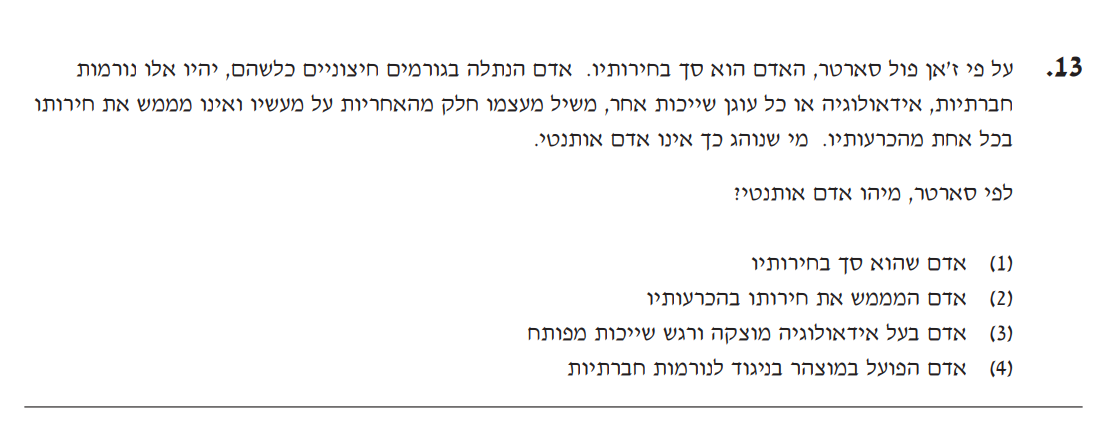 13. על פי ז'אן פול סארטר, האדם הוא סך בחירותיו. אדם הנתלה בגורמים חיצוניים כלשהם, יהיו אלו נורמות
חברתיות, אידאולוגיה או כל עוגן שייכות אחר, משיל מעצמו חלק מהאחריות על מעשיו ואינו מממש את חירותו
בכל אחת מהכרעותיו. מי שנוהג כך אינו אדם אותנטי.
לפי סארטר, מיהו אדם אותנטי?
(1) אדם שהוא סך בחירותיו
(2) אדם המממש את חירותו בהכרעותיו
(3) אדם בעל אידאולוגיה מוצקה ורגש שייכות מפותח
(4) אדם הפועל במוצהר בניגוד לנורמות חברתיות